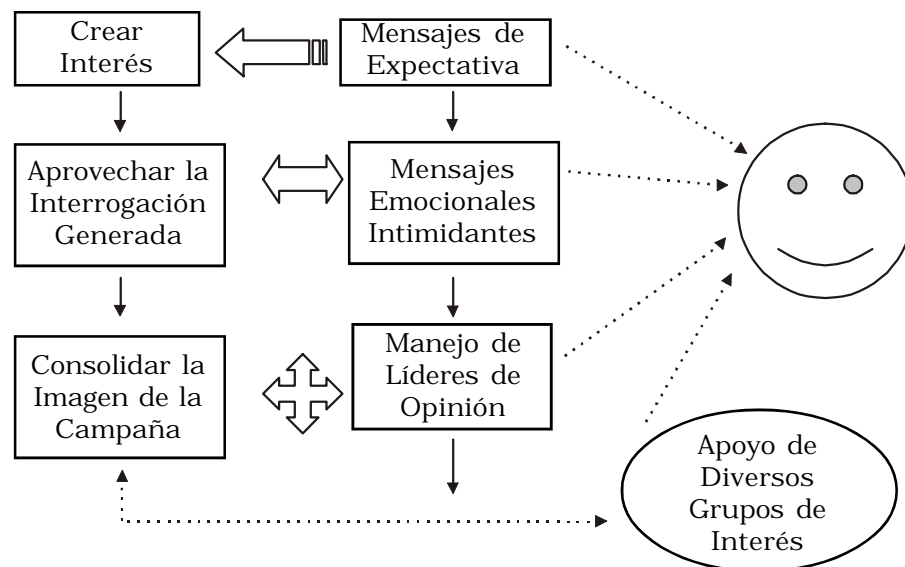 Crear
Interés
Mensajes de
Expectativa
Aprovechar la
Interrogación
Generada
Mensajes
Emocionales
Intimidantes
Consolidar la
Imagen de la
Campaña
Manejo de
Líderes de
Opinión
Apoyo de
Diversos
Grupos de
Interés